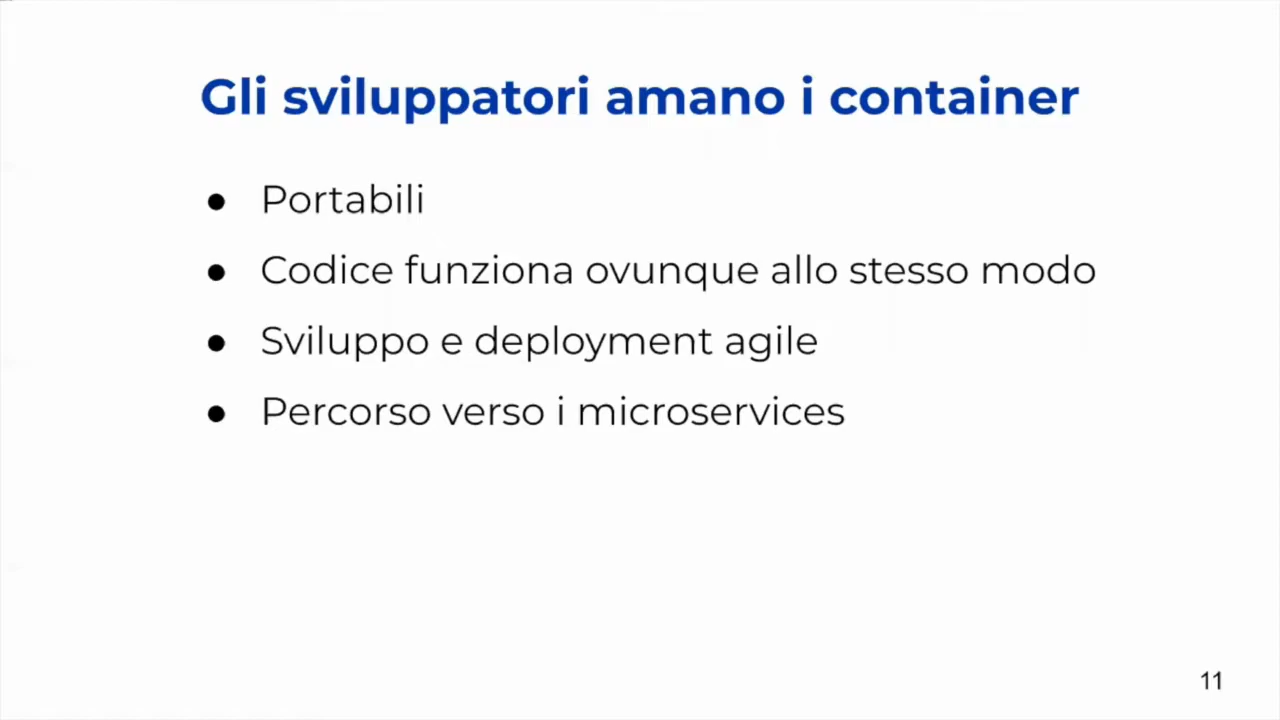 Gli sviluppatori amano i container
● Portabili
● Codice funziona ovunque allo stesso modo
● Sviluppo e deployment agile
● Percorso verso i microservices
11